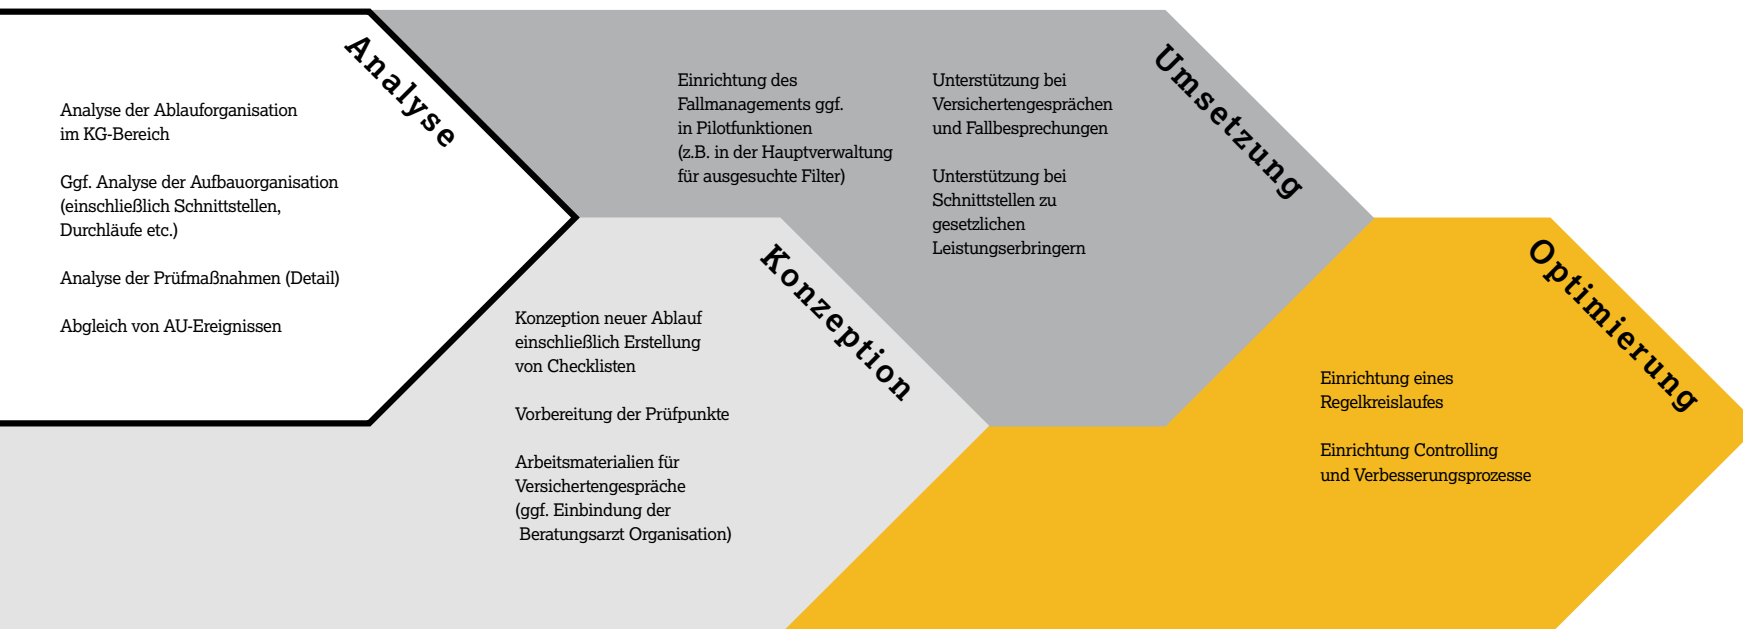 Analyse
Analyse der Ablauforganisation
im KG-Bereich
Ggf. Analyse der Aufbauorganisation
(einschließlich Schnittstellen,
Durchläufe etc.)
Analyse der Prüfmaßnahmen (Detail)
Abgleich von AU-Ereignissen
Konzeption
Konzeption neuer Ablauf
einschließlich Erstellung
von Checklisten
Vorbereitung der Prüfpunkte
Arbeitsmaterialien für
Versichertengespräche
(ggf. Einbindung der
Beratungsarzt Organisation)
Umsetzung
Einrichtung des
Fallmanagements ggf.
in Pilotfunktionen
(z.B. in der Hauptverwaltung
für ausgesuchte Filter)
Unterstützung bei
Versichertengesprächen
und Fallbesprechungen
Unterstützung bei
Schnittstellen zu
gesetzlichen
Leistungserbringern
Optimierung
Einrichtung eines
Regelkreislaufes
Einrichtung Controlling
und Verbesserungsprozesse